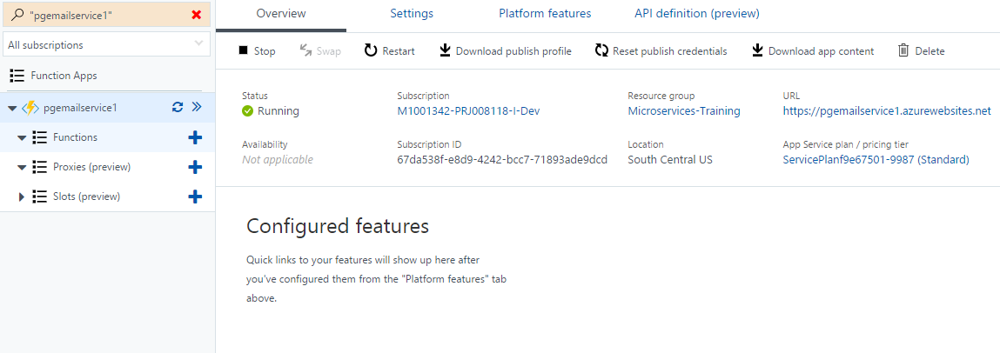 "pgemailservice1"
All subscriptions
Function Apps
pgemailservice1
Functions
Proxies (preview)
Slots (preview)
Overview Settings Platform features API definition (preview)
Stop Swap Restart Download publish profile Reset publish credentials Download app content Delete
Status Subscription Resource group URL
Running M1001342-PRJ008118-I-Dev Microservices-Training https://pgemailservice1.azurewebsites.net
Availability Subscription ID Location App Service plan / pricing tier
Not applicable 67da538f-e8d9-4242-bcc7-71893ade9dcd South Central US ServicePlanf9e67501-9987 (Standard)
Configured features
Quick links to your features will show up here after
you've configured them from the "Platform features" tab
above.